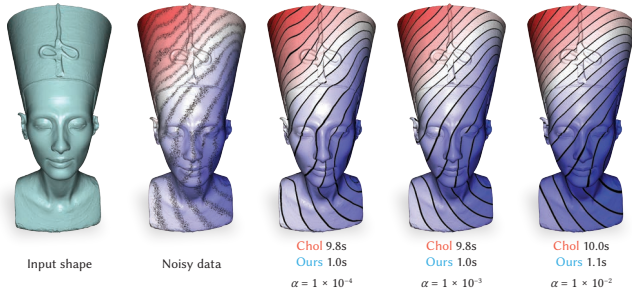 Input shape
Noisy data
Chol 9.8s
Ours 1.0s
α = 1 × 10⁻⁴
Chol 9.8s
Ours 1.0s
α = 1 × 10⁻³
Chol 10.0s
Ours 1.1s
α = 1 × 10⁻²